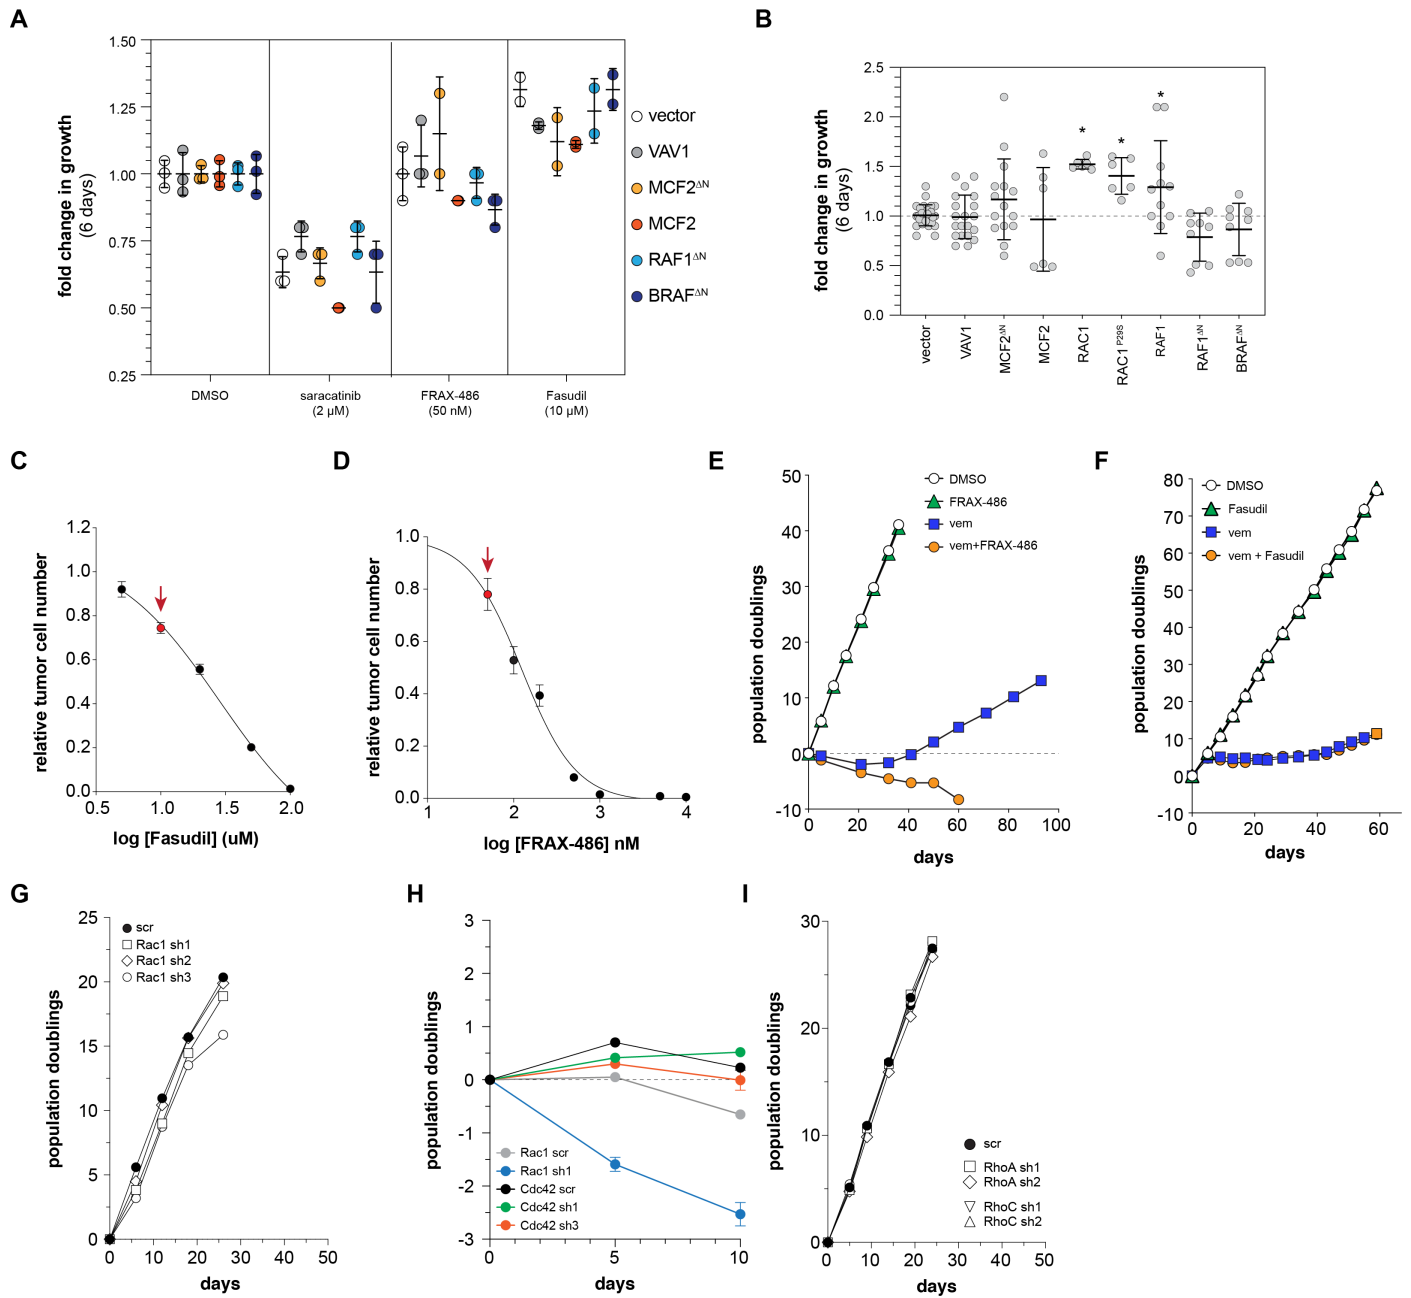 A
1.50
1.25
1.00
0.75
0.50
0.25
fold change in growth
(6 days)
DMSO
saracatinib
(2 µM)
FRAX-486
(50 nM)
Fasudil
(10 µM)
vector
VAV1
MCF2ΔN
MCF2
RAF1ΔN
BRAFΔN
B
2.5
2.0
1.5
1.0
0.5
0.0
fold change in growth
(6 days)
*
*
*
vector
VAV1
MCF2ΔN
MCF2
RAC1
RAC1 P29S
RAF1
RAF1ΔN
BRAFΔN
C
1.2
1.0
0.8
0.6
0.4
0.2
0.0
0.5
1.0
1.5
2.0
relative tumor cell number
log [Fasudil] (uM)
D
1.0
0.8
0.6
0.4
0.2
0.0
1
2
3
4
relative tumor cell number
log [FRAX-486] nM
E
50
40
30
20
10
0
-10
0
20
40
60
80
100
population doublings
days
DMSO
FRAX-486
vem
vem+FRAX-486
F
80
70
60
50
40
30
20
10
0
-10
0
20
40
60
population doublings
days
DMSO
Fasudil
vem
vem + Fasudil
G
25
20
15
10
5
0
0
10
20
30
40
50
population doublings
days
scr
Rac1 sh1
Rac1 sh2
Rac1 sh3
H
3
2
1
0
-1
-2
-3
0
5
10
population doublings
days
Rac1 scr
Rac1 sh1
Cdc42 scr
Cdc42 sh1
Cdc42 sh3
I
30
20
10
0
0
10
20
30
40
50
population doublings
days
scr
RhoA sh1
RhoA sh2
RhoC sh1
RhoC sh2